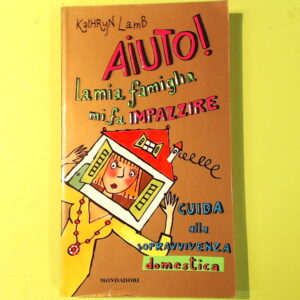 KatHRyN LamB
AIUTO!
la mia famiglia
mi fa IMPAZZIRE
GUIDA
alla
SOPRAVVIVENZA
domestica
MONDADORI